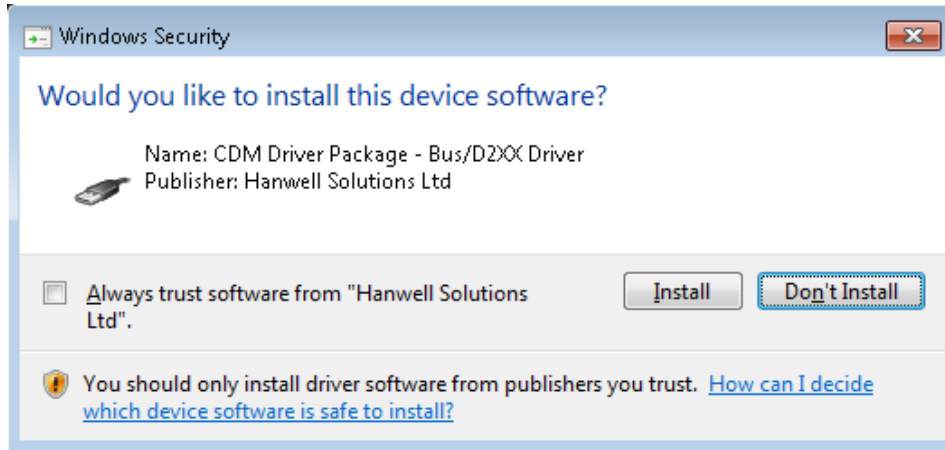 Windows Security
Would you like to install this device software?
Name: CDM Driver Package - Bus/D2XX Driver
Publisher: Hanwell Solutions Ltd
Always trust software from "Hanwell Solutions
Ltd".
Install
Don't Install
You should only install driver software from publishers you trust. How can I decide
which device software is safe to install?